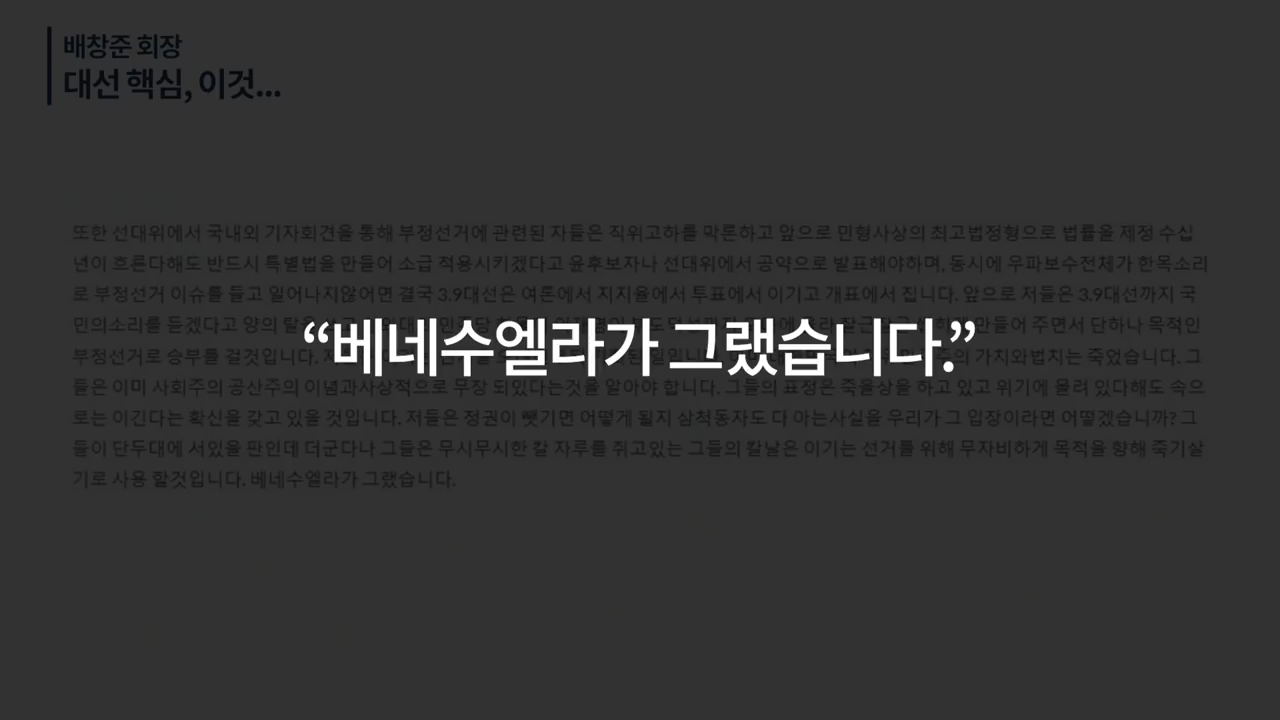 배창준 회장
대선 핵심, 이것...
또한 선대위에서 국내외 기자회견을 통해 부정선거에 관련된 자들은 직위고하를 막론하고 앞으로 민형사상의 최고법정형으로 법률을 제정 수십
년이 흐른다해도 반드시 특별법을 만들어 소급 적용시키겠다고 윤후보자나 선대위에서 공약으로 발표해야하며, 동시에 우파보수전체가 한목소리
로 부정선거 이슈를 들고 일어나지않으면 결국 3.9대선은 여론에서 지지율에서 투표에서 이기고 개표에서 집니다. 앞으로 저들은 3.9대선까지 국
민의소리를 듣겠다고 양의 탈을 만들어 주면서 단하나 목적인
“베네수엘라가 그랬습니다.”
부정선거로 승부를 걸것입니다. 가치와법치는 죽었습니다. 그
들은 이미 사회주의 공산주의 이념과사상적으로 무장 되있다는것을 알아야 합니다. 그들의 표정은 죽을상을 하고 있고 위기에 몰려 있다해도 속으
로는 이긴다는 확신을 갖고 있을 것입니다. 저들은 정권이 뺏기면 어떻게 될지 삼척동자도 다 아는사실을 우리가 그 입장이라면 어떻겠습니까? 그
들이 단두대에 서있을 판인데 더군다나 그들은 무시무시한 칼 자루를 쥐고있는 그들의 칼날은 이기는 선거를 위해 무자비하게 목적을 향해 죽기살
기로 사용 할것입니다. 베네수엘라가 그랬습니다.